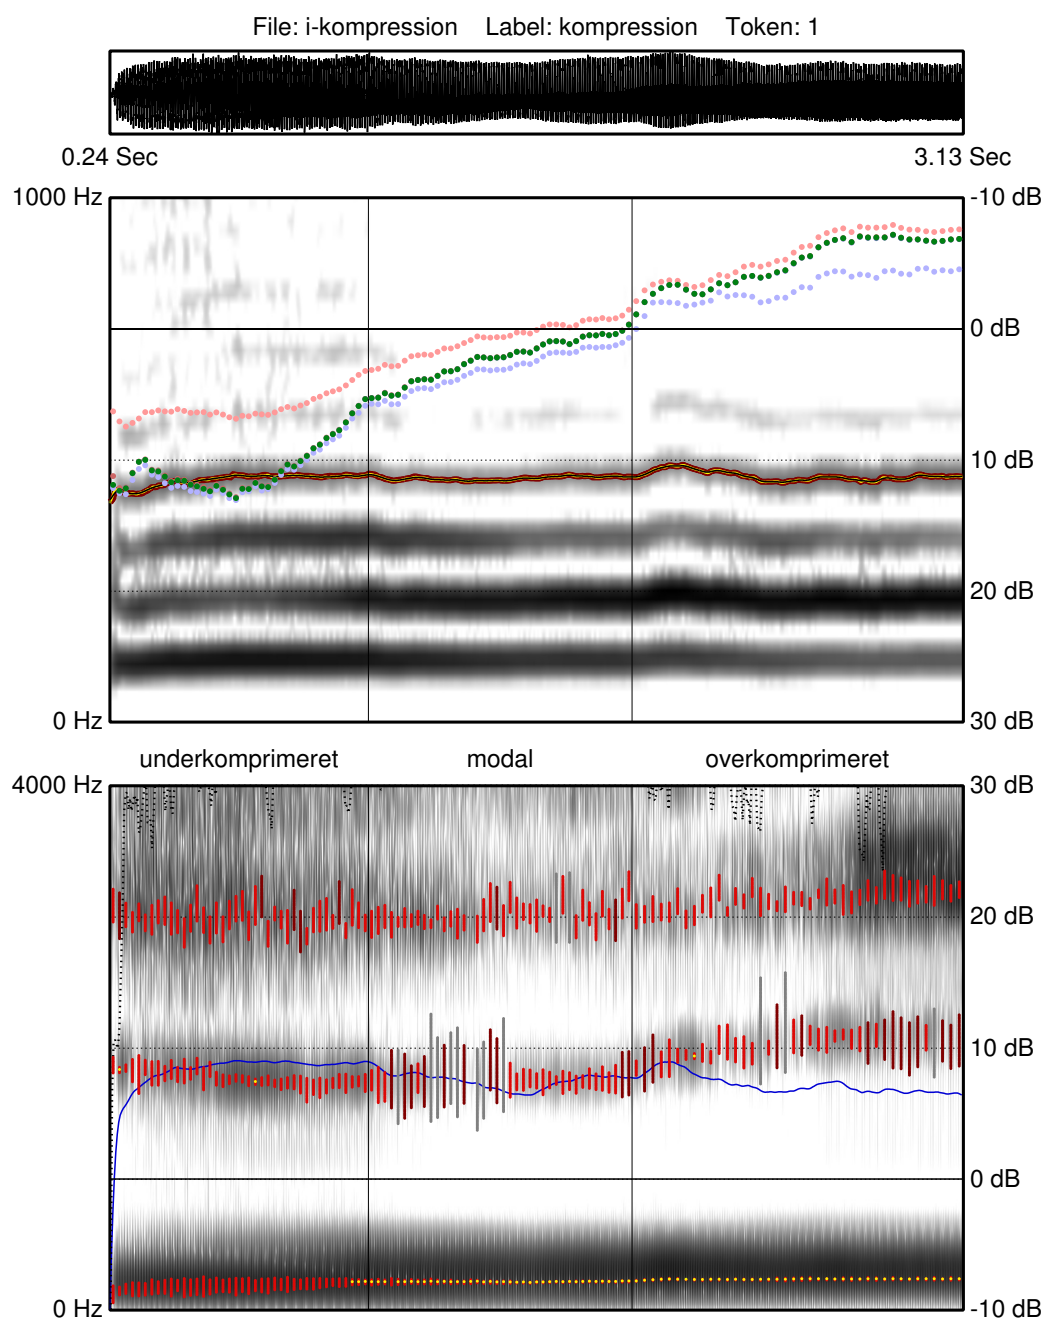 File: i-kompression Label: kompression Token: 1
0.24 Sec 3.13 Sec
1000 Hz -10 dB
0 dB
10 dB
20 dB
0 Hz 30 dB
underkomprimeret modal overkomprimeret
4000 Hz 30 dB
20 dB
10 dB
0 dB
0 Hz -10 dB